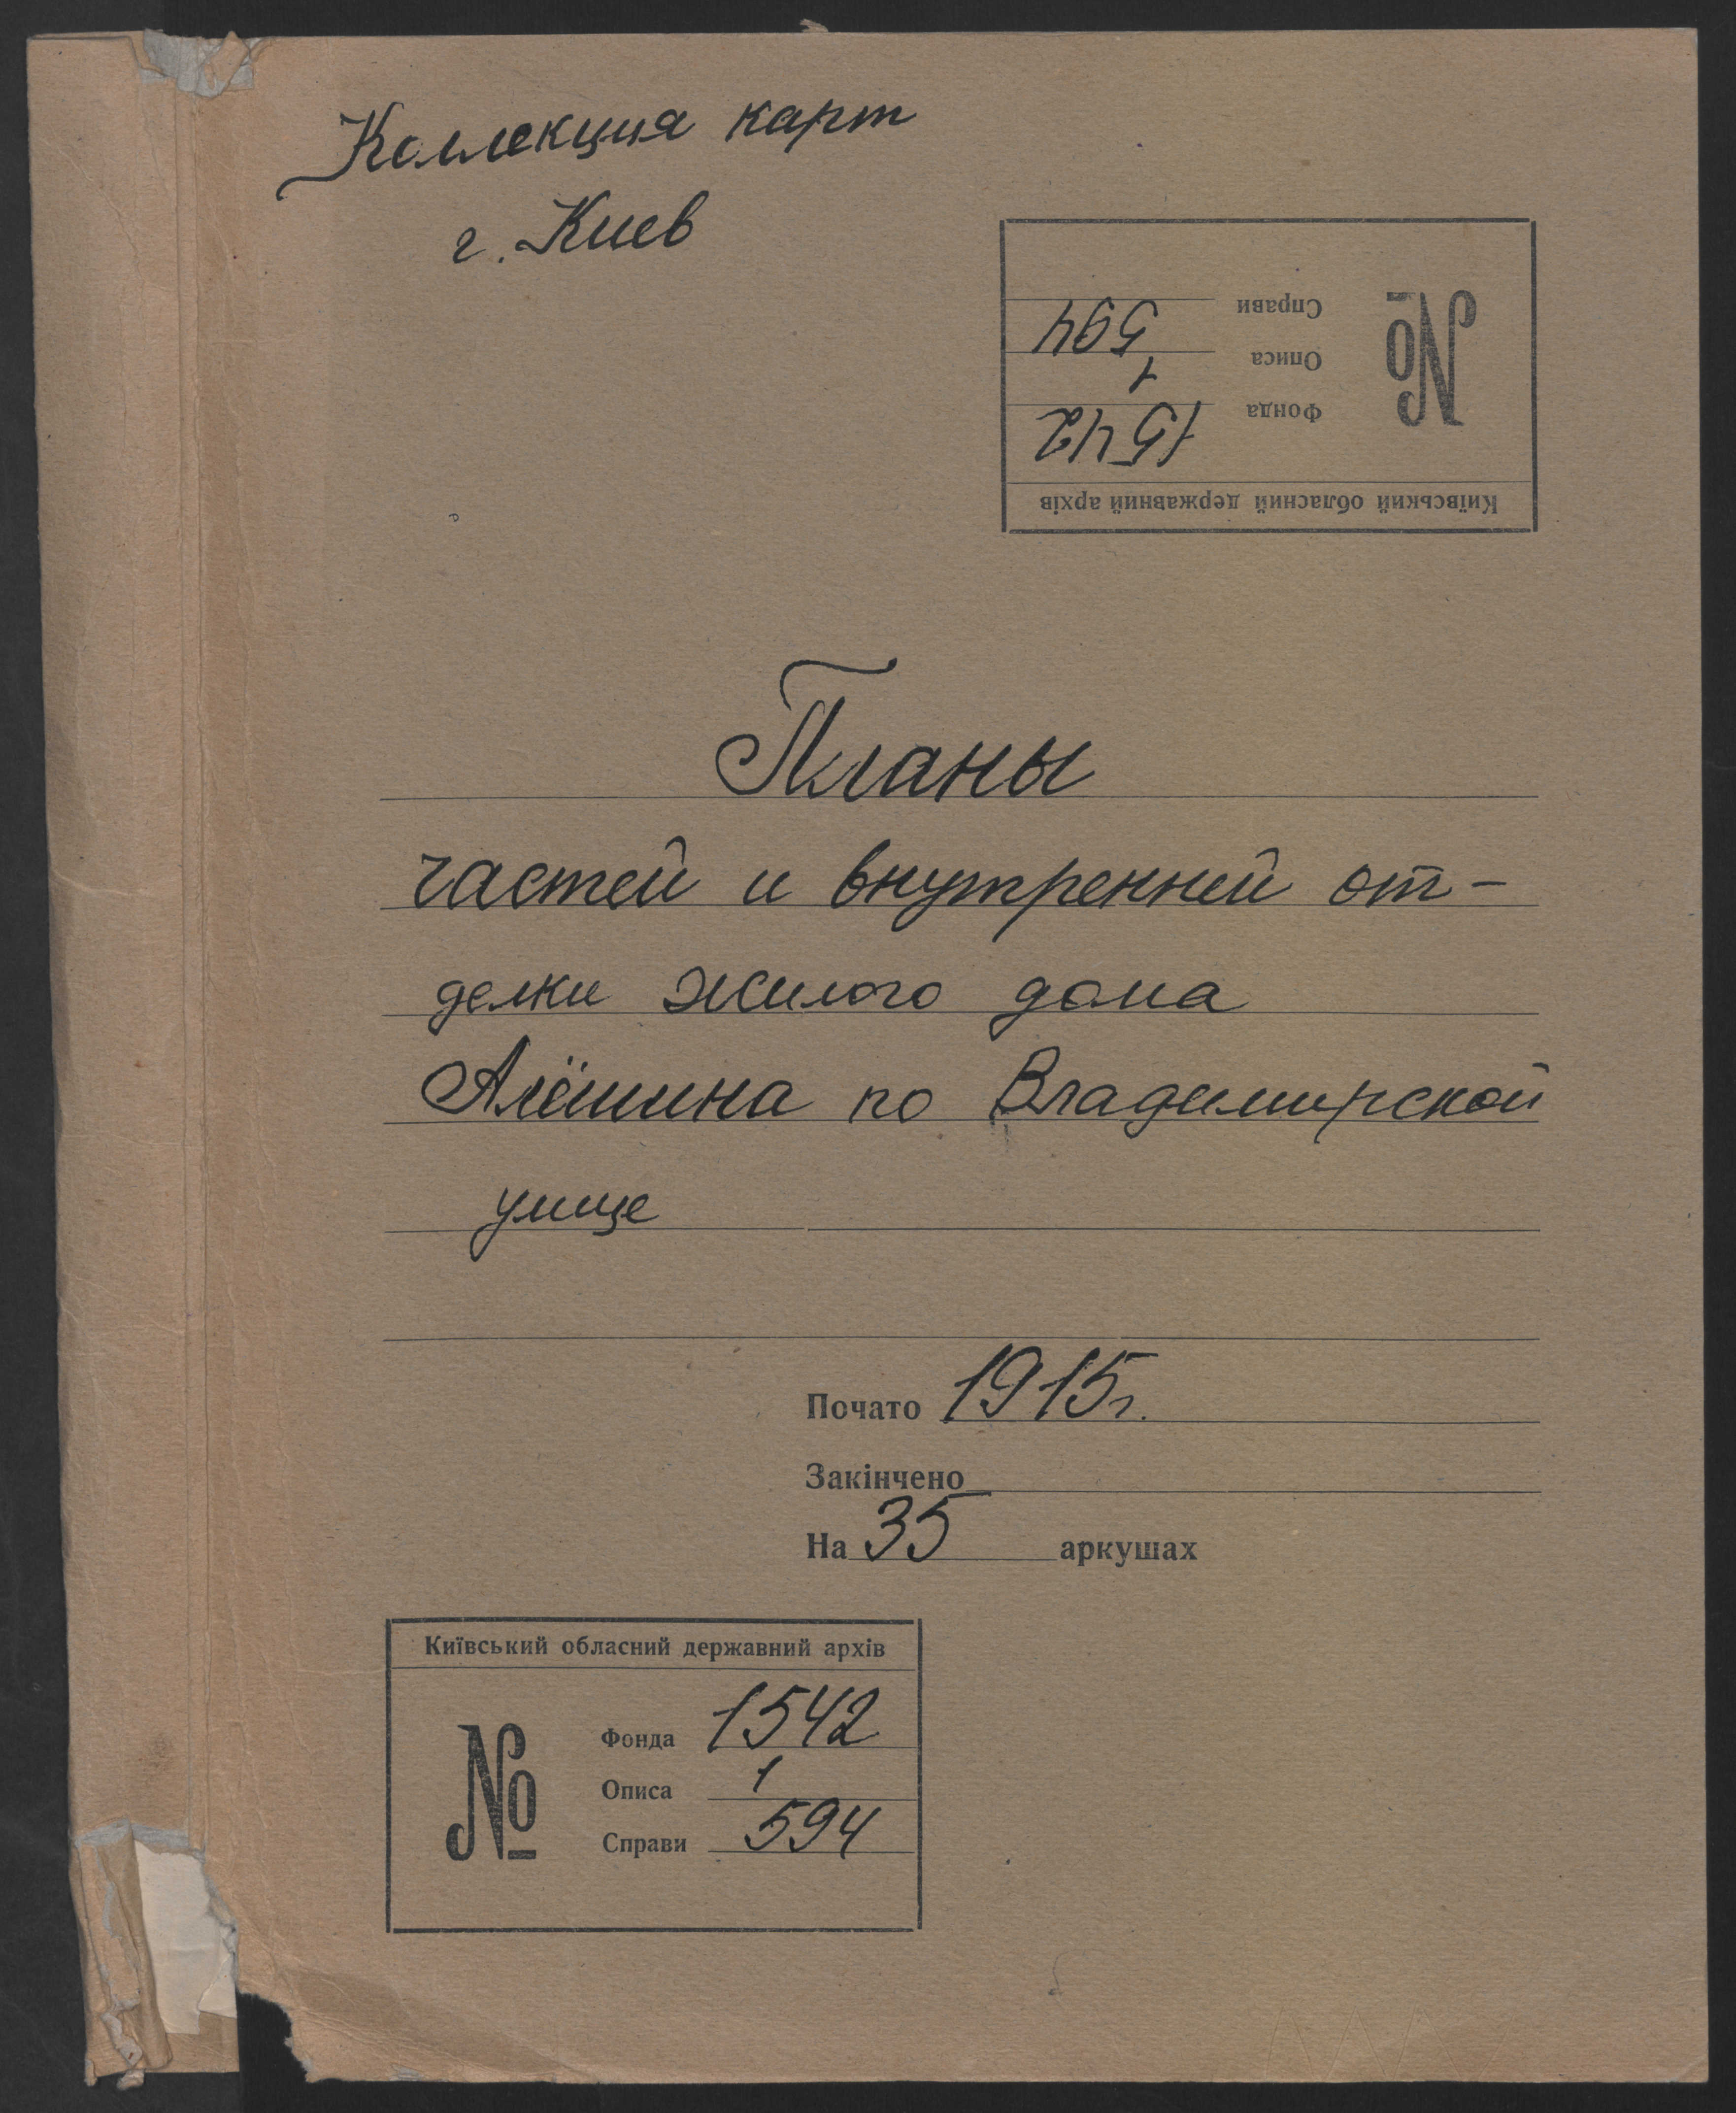 Коллекция карт
г. Киев
Київський обласний державний архів
№
Фонда 1542
Описа 1
Справи 594
Планы
частей и внутренней от-
делки жилого дома
Алёшина по Владимирской
улице
Почато 1915 г.
Закінчено
На 35 аркушах
Київський обласний державний архів
№
Фонда 1542
Описа 1
Справи 594